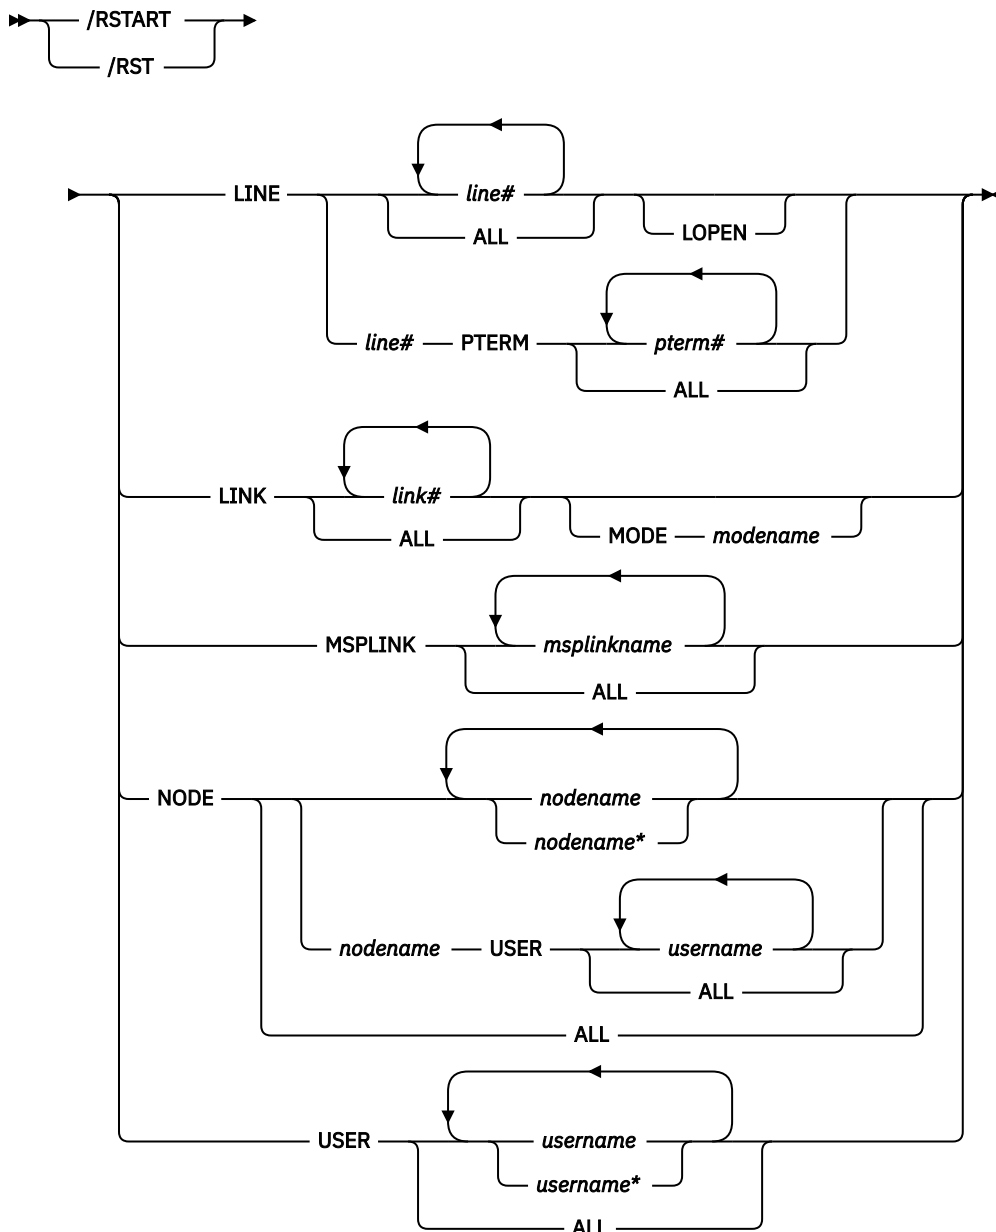 /RSTART
/RST
LINE line#
ALL LOPEN
line# PTERM pterm#
ALL
LINK link#
ALL MODE modename
MSPLINK msplinkname
ALL
NODE nodename
nodename*
nodename USER username
ALL
ALL
USER username
username*
ALL